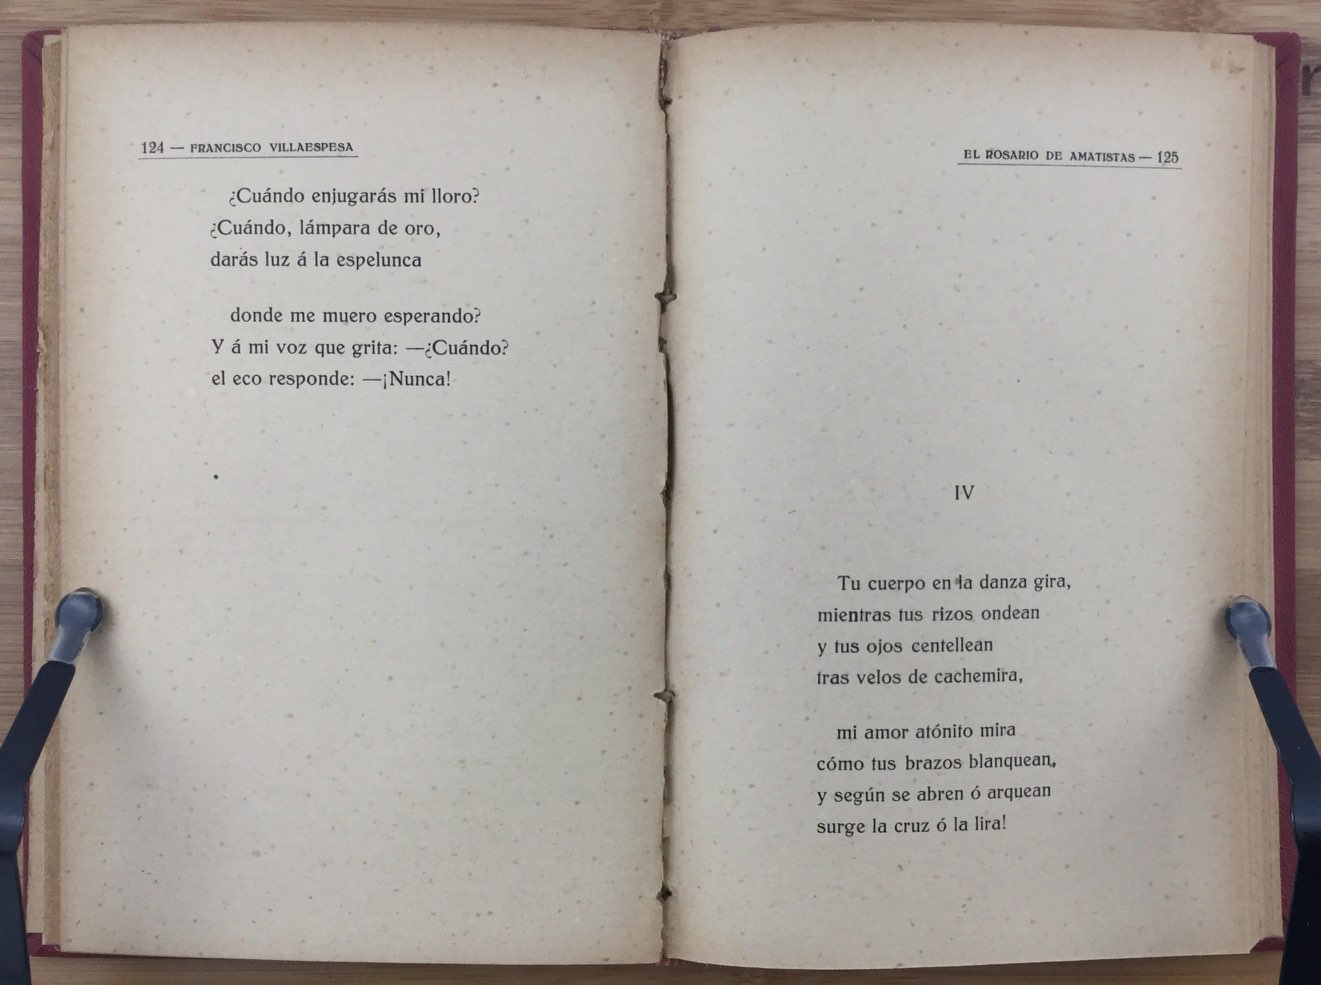 124 — FRANCISCO VILLAESPESA
¿Cuándo enjugarás mi lloro?
¿Cuándo, lámpara de oro,
darás luz á la espelunca
donde me muero esperando?
Y á mi voz que grita: —¿Cuándo?
el eco responde: —¡Nunca!
EL ROSARIO DE AMATISTAS — 125
IV
Tu cuerpo en la danza gira,
mientras tus rizos ondean
y tus ojos centellean
tras velos de cachemira,
mi amor atónito mira
cómo tus brazos blanquean,
y según se abren ó arquean
surge la cruz ó la lira!